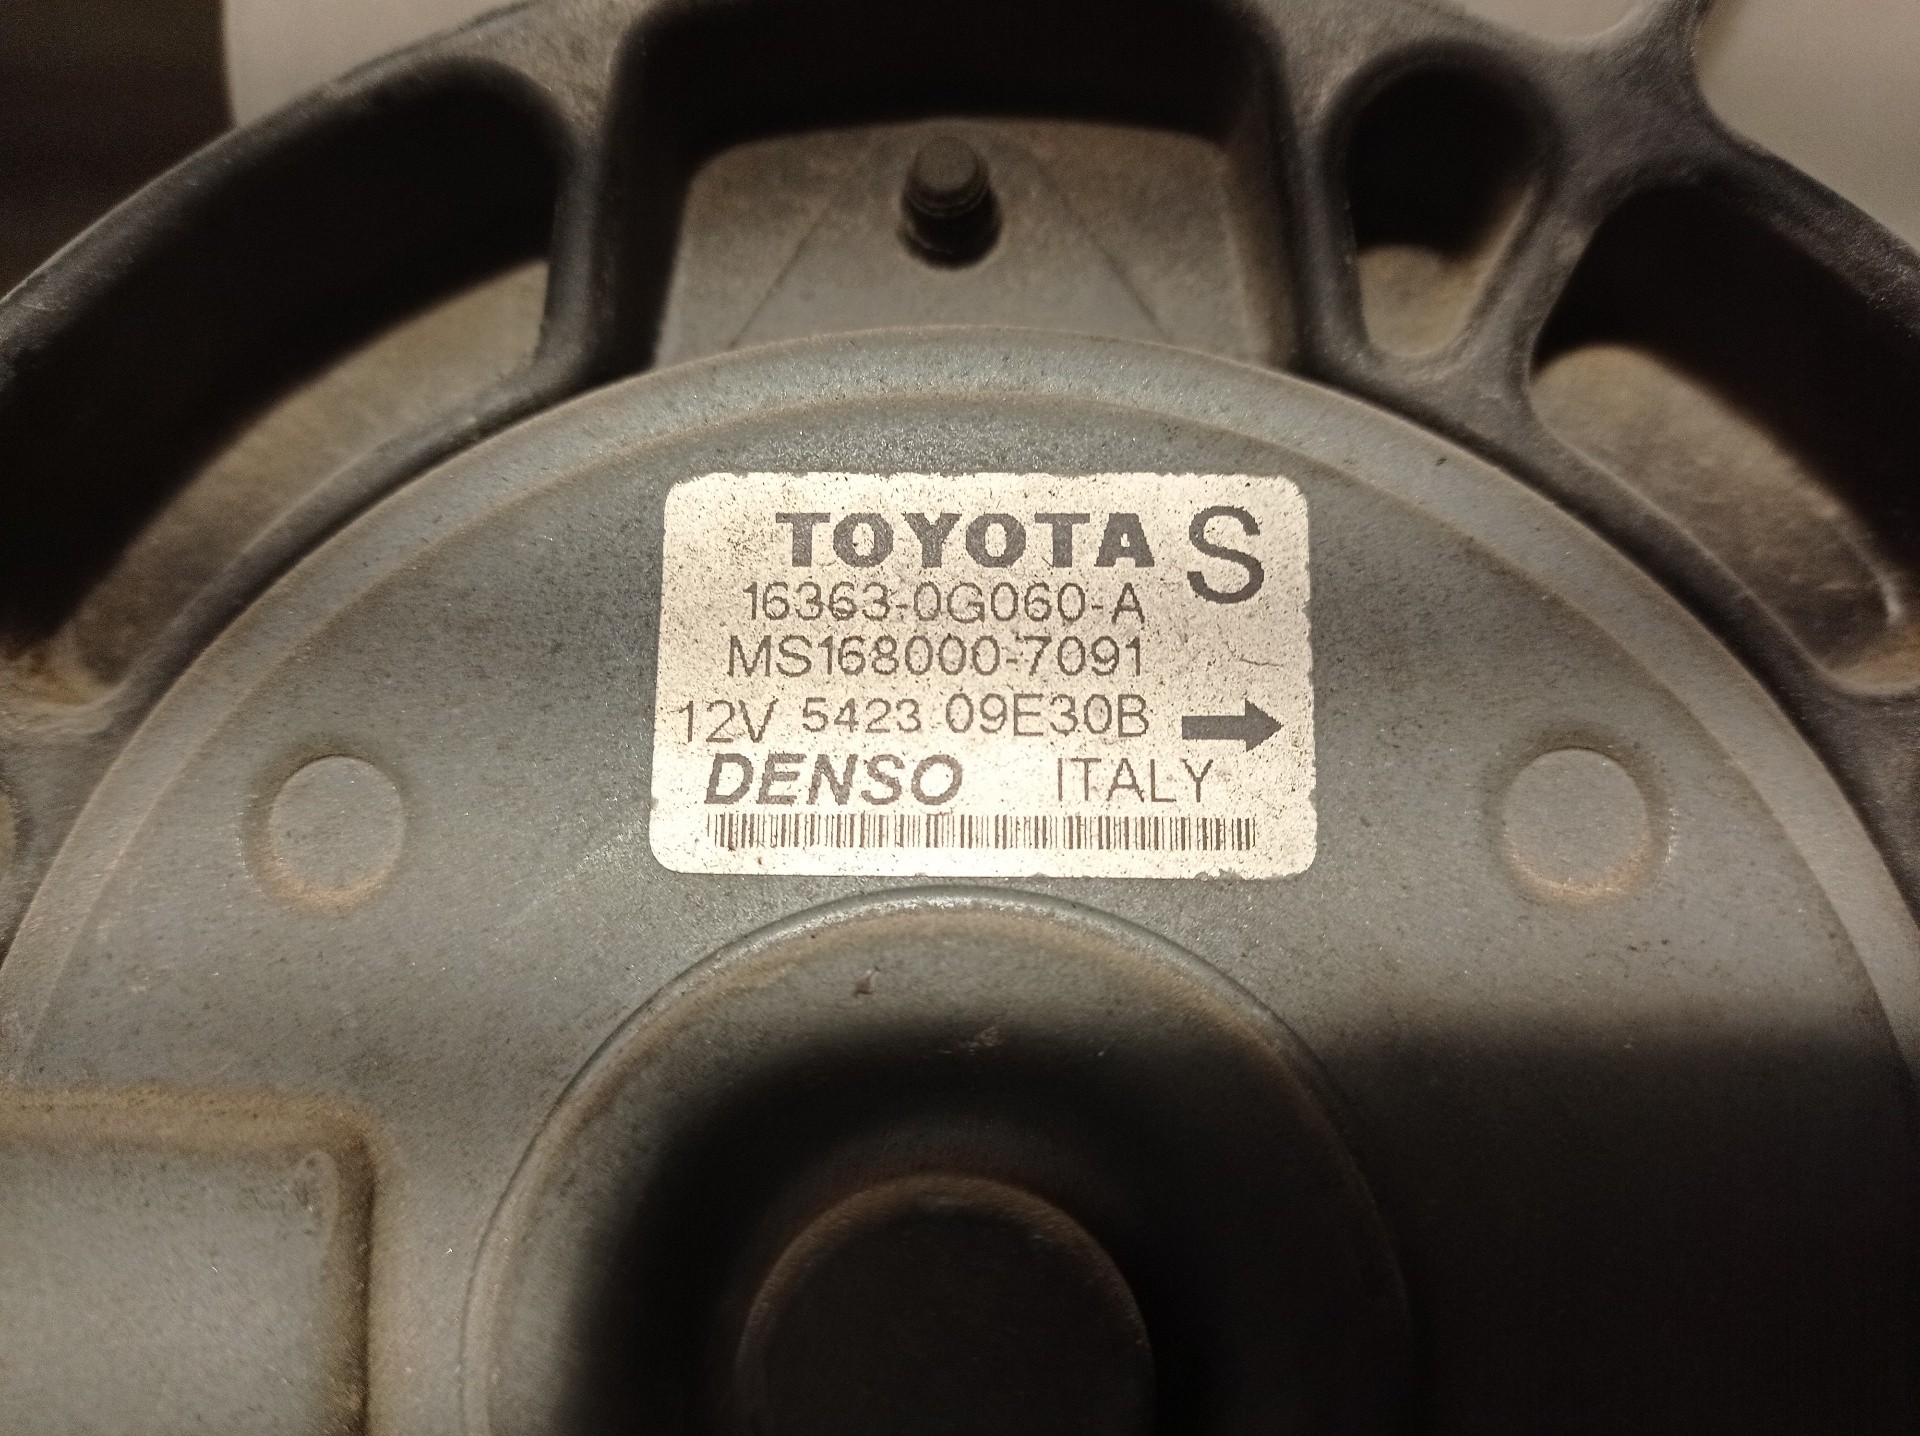 TOYOTA S
16363-0G060-A
MS168000-7091
12V 5423 09E30B
DENSO ITALY